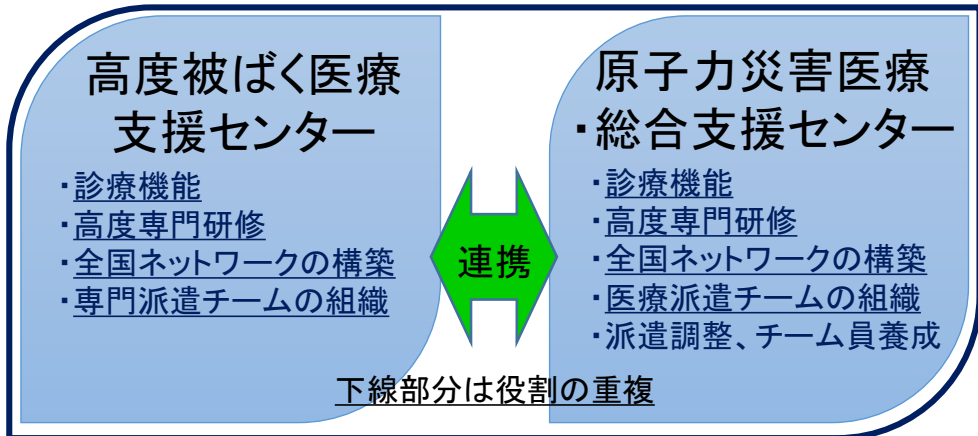 高度被ばく医療
支援センター
・診療機能
・高度専門研修
・全国ネットワークの構築
・専門派遣チームの組織
連携
原子力災害医療
・総合支援センター
・診療機能
・高度専門研修
・全国ネットワークの構築
・医療派遣チームの組織
・派遣調整、チーム員養成
下線部分は役割の重複